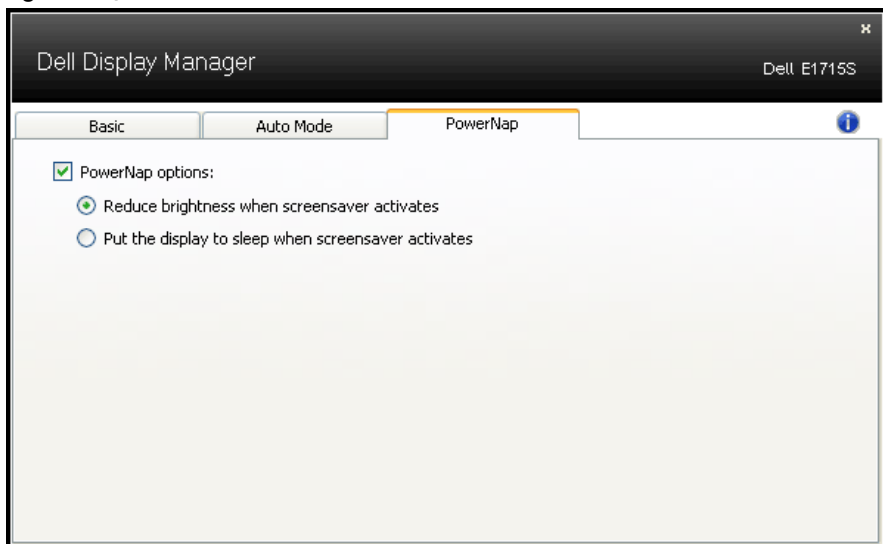 Dell Display Manager
Dell E1715S
Basic
Auto Mode
PowerNap
PowerNap options:
Reduce brightness when screensaver activates
Put the display to sleep when screensaver activates